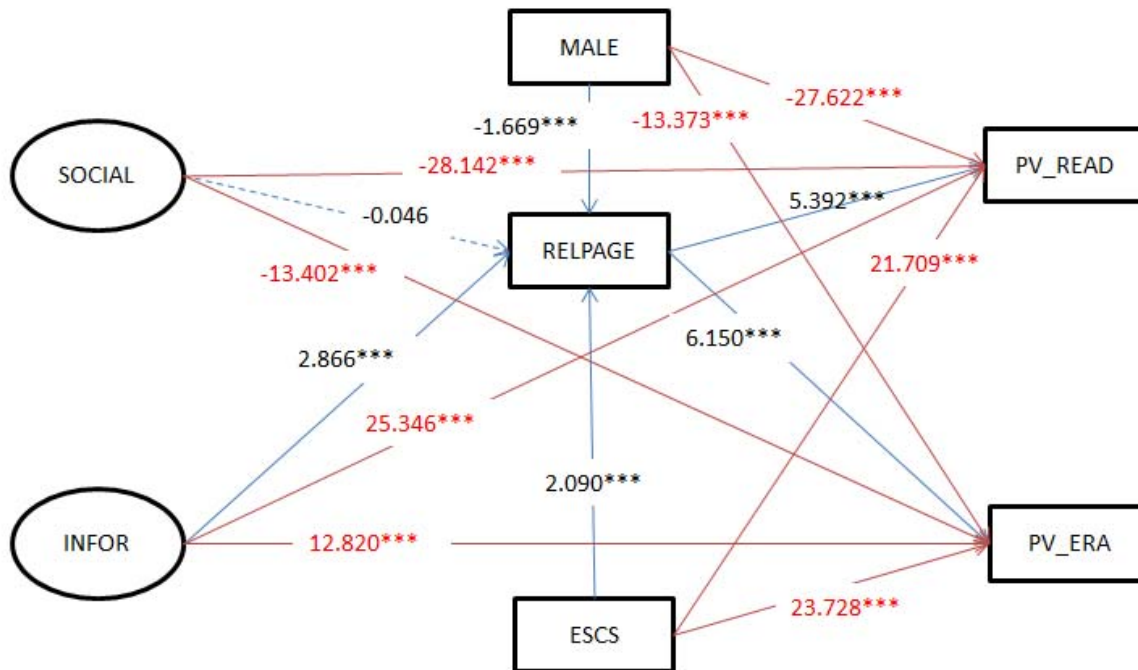 MALE
-27.622***
-1.669***
-13.373***
SOCIAL
-28.142***
PV_READ
5.392***
-0.046
RELPAGE
-13.402***
21.709***
6.150***
2.866***
25.346***
2.090***
INFOR
12.820***
PV_ERA
23.728***
ESCS